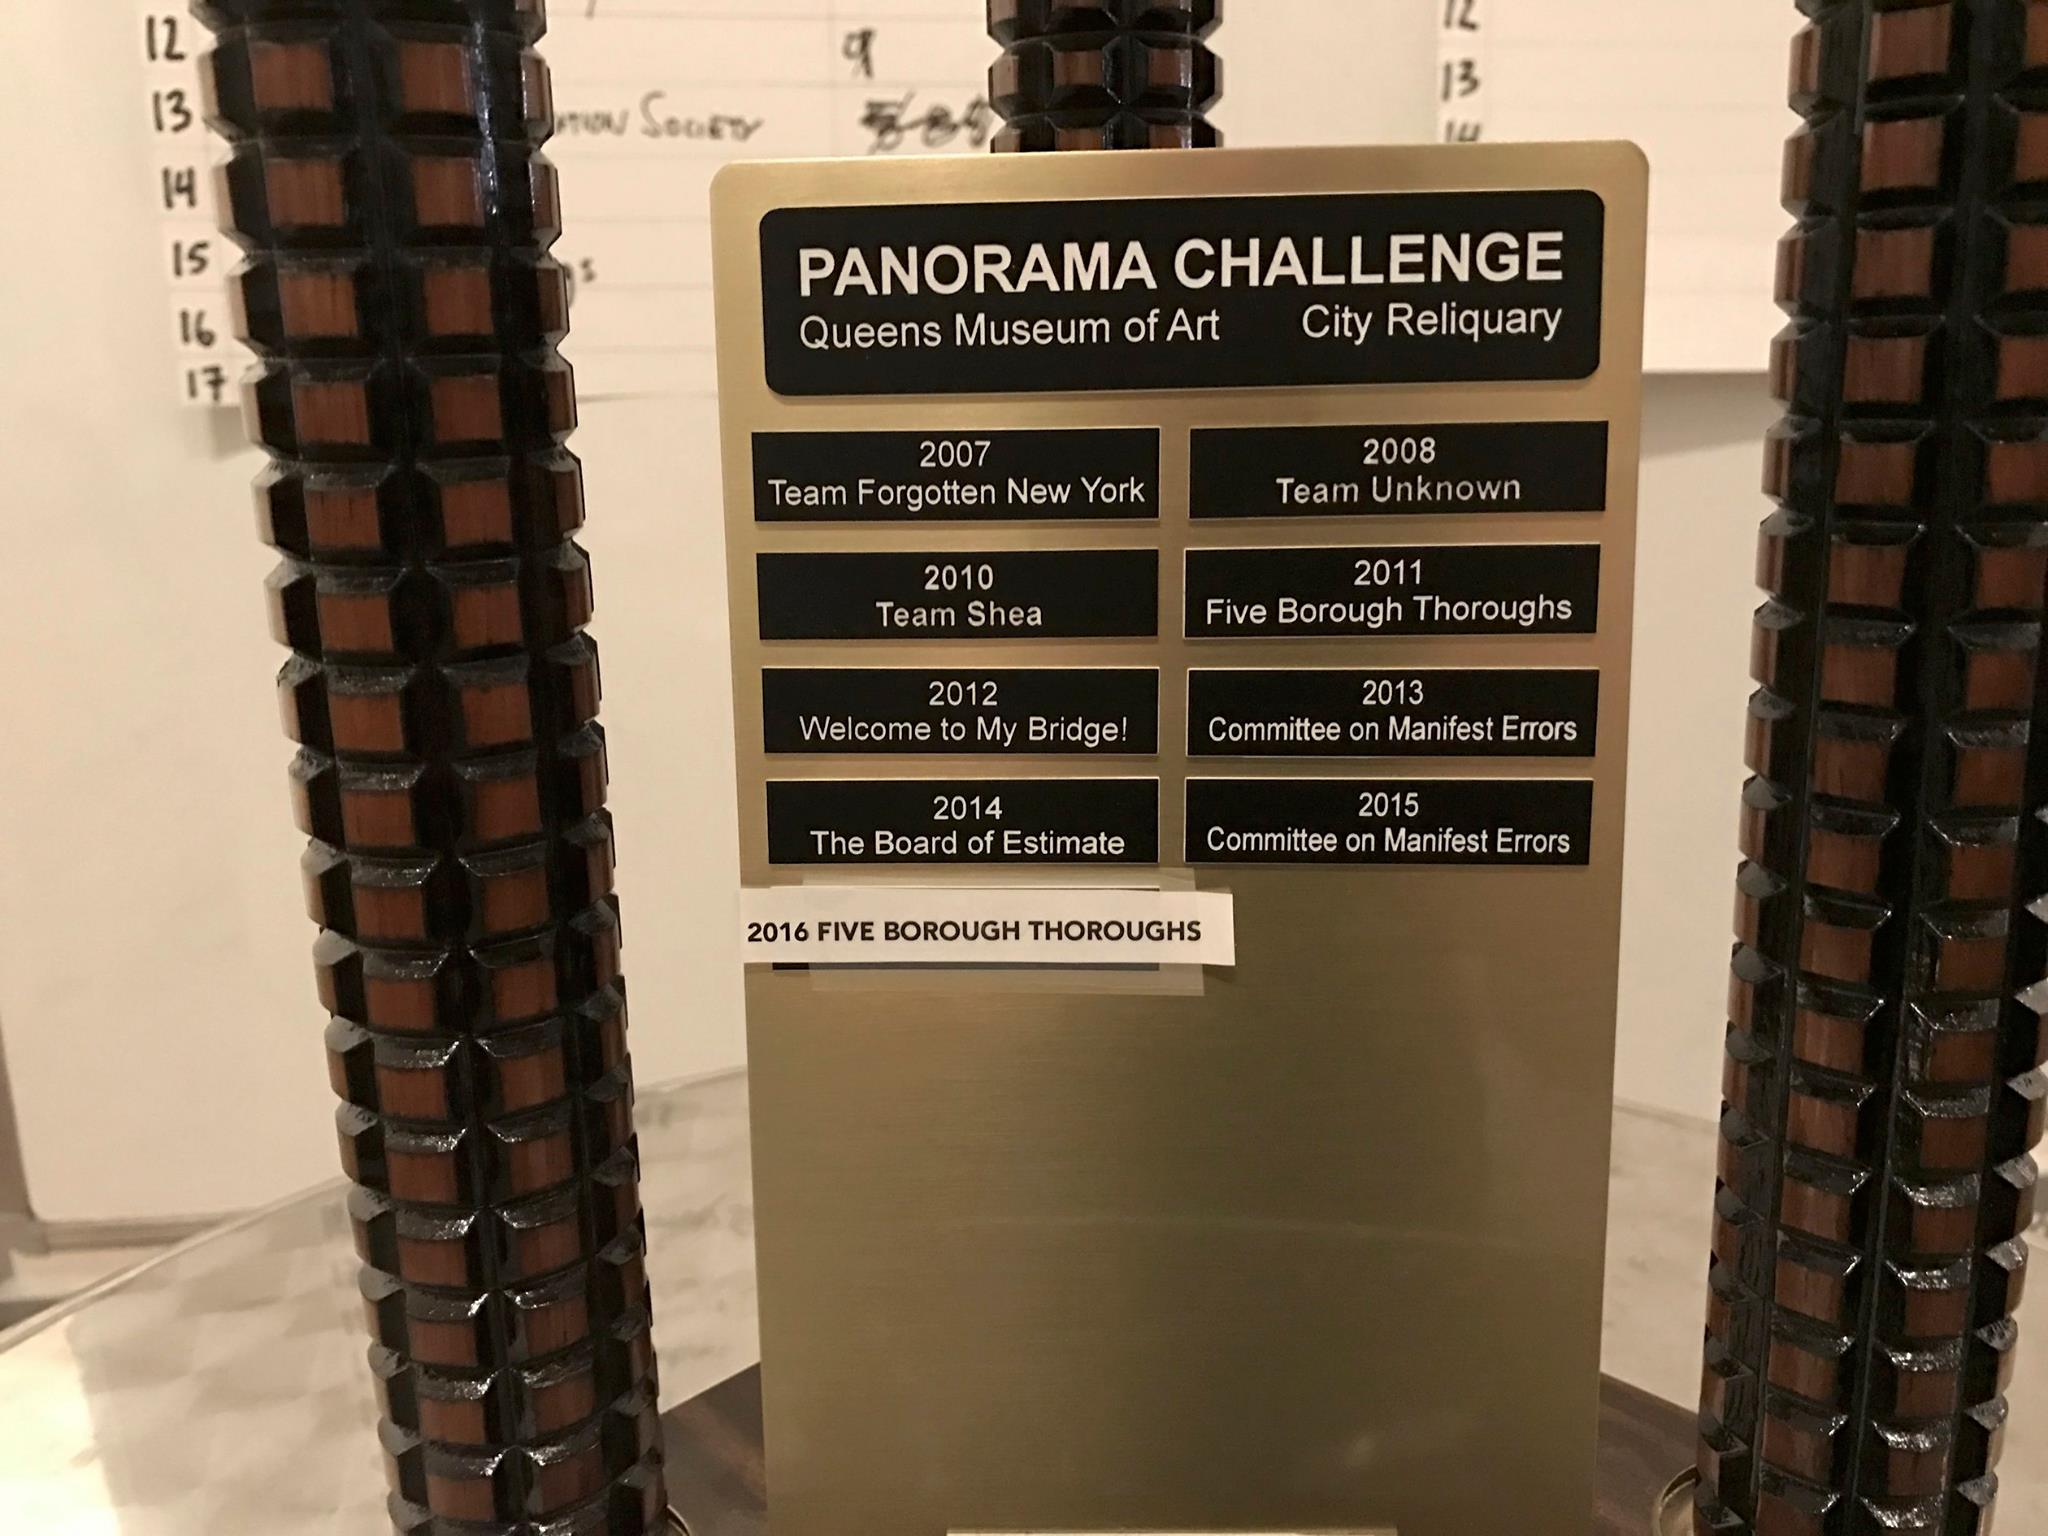 12
13
14
15
16
17
9
SOCIETY
12
13
14
PANORAMA CHALLENGE
Queens Museum of Art City Reliquary
2007
Team Forgotten New York
2008
Team Unknown
2010
Team Shea
2011
Five Borough Thoroughs
2012
Welcome to My Bridge!
2013
Committee on Manifest Errors
2014
The Board of Estimate
2015
Committee on Manifest Errors
2016 FIVE BOROUGH THOROUGHS